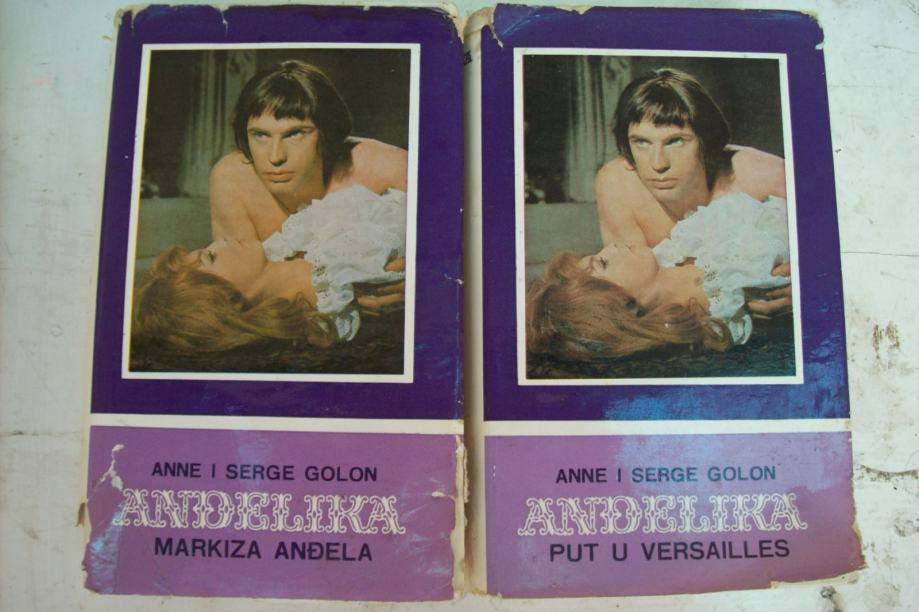 ANNE I SERGE GOLON
ANĐELIKA
MARKIZA ANĐELA
ANNE I SERGE GOLON
ANĐELIKA
PUT U VERSAILLES